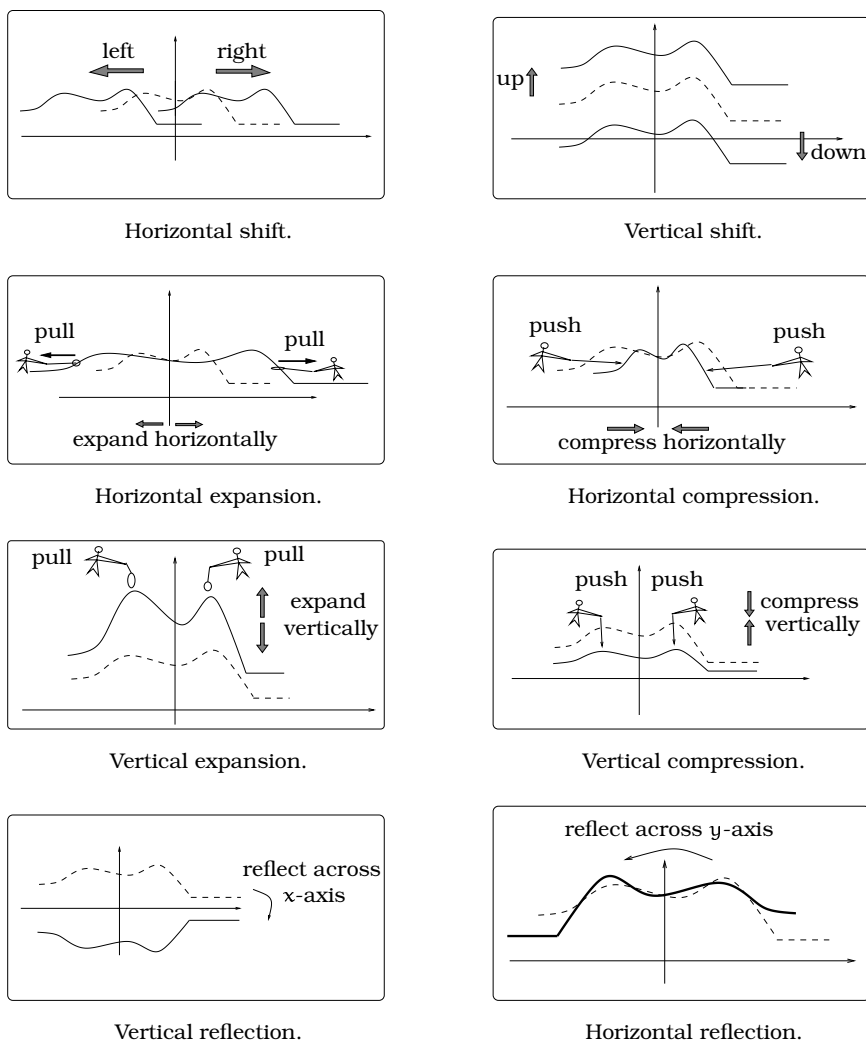 left
right
Horizontal shift.
up
down
Vertical shift.
pull
pull
expand horizontally
Horizontal expansion.
push
push
compress horizontally
Horizontal compression.
pull
pull
expand
vertically
Vertical expansion.
push push
compress
vertically
Vertical compression.
reflect across
x-axis
Vertical reflection.
reflect across y-axis
Horizontal reflection.